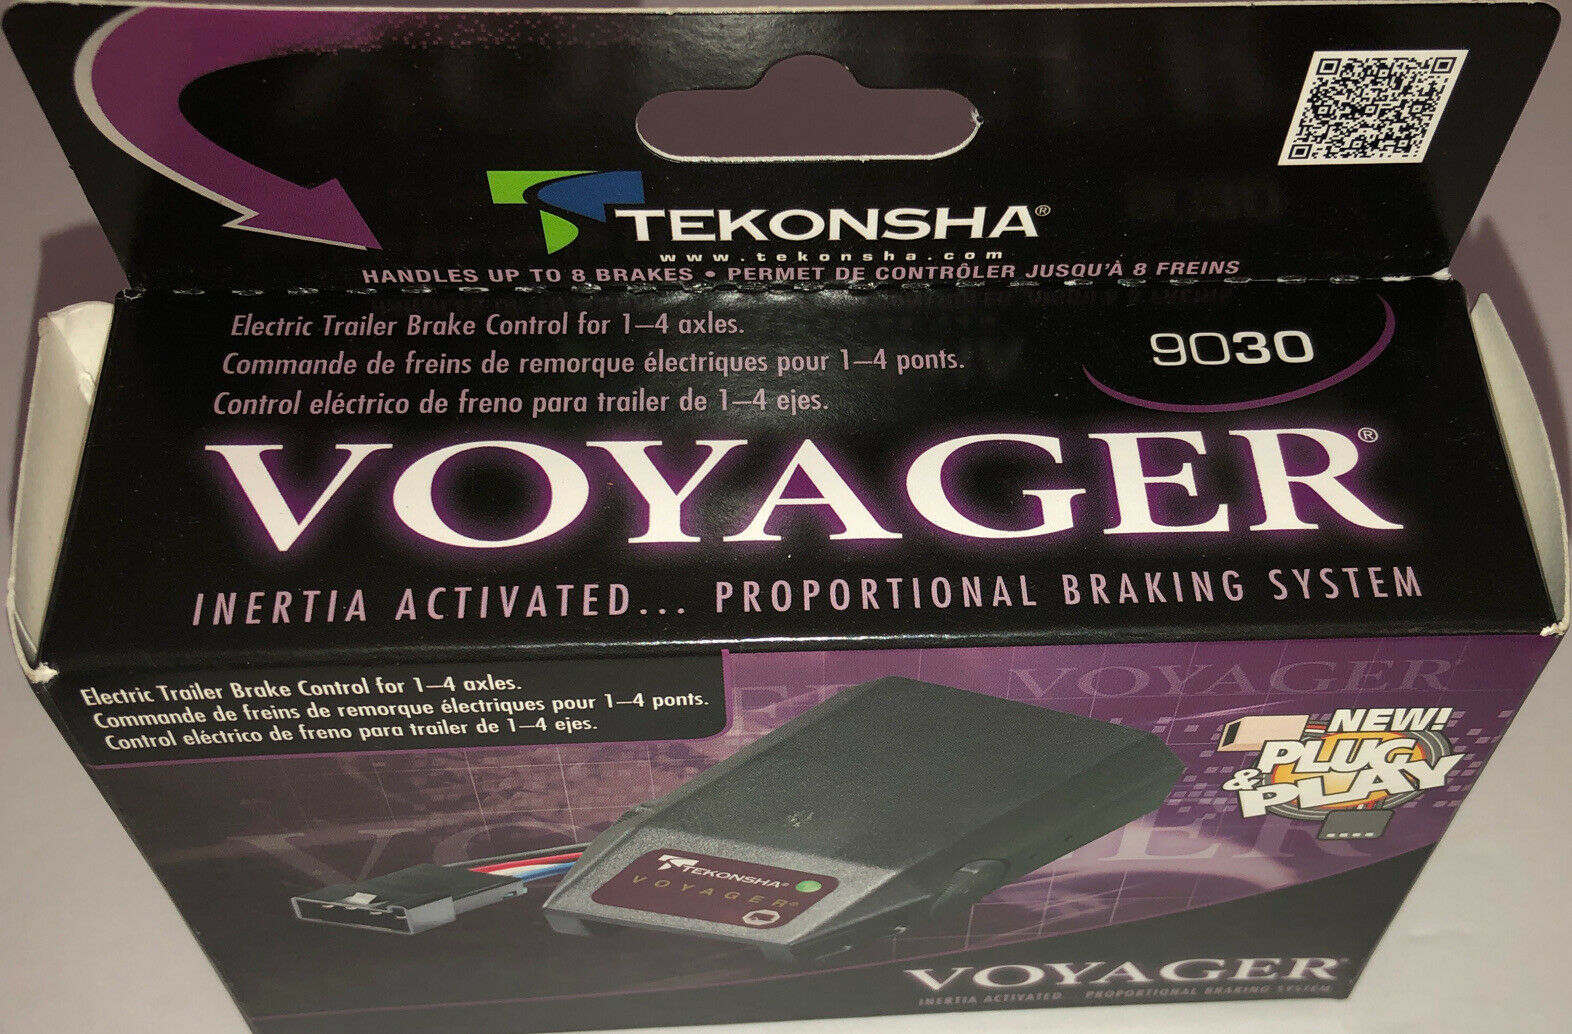 TEKONSHA®
www.tekonsha.com
HANDLES UP TO 8 BRAKES • PERMET DE CONTRÔLER JUSQU'À 8 FREINS
Electric Trailer Brake Control for 1–4 axles.
Commande de freins de remorque électriques pour 1–4 ponts.
Control eléctrico de freno para trailer de 1–4 ejes.
9030
VOYAGER®
INERTIA ACTIVATED... PROPORTIONAL BRAKING SYSTEM
Electric Trailer Brake Control for 1–4 axles.
Commande de freins de remorque électriques pour 1–4 ponts.
Control eléctrico de freno para trailer de 1–4 ejes.
VOYAGER
NEW!
PLUG
& PLAY
TEKONSHA®
VOYAGER®
VOYAGER®
INERTIA ACTIVATED PROPORTIONAL BRAKING SYSTEM